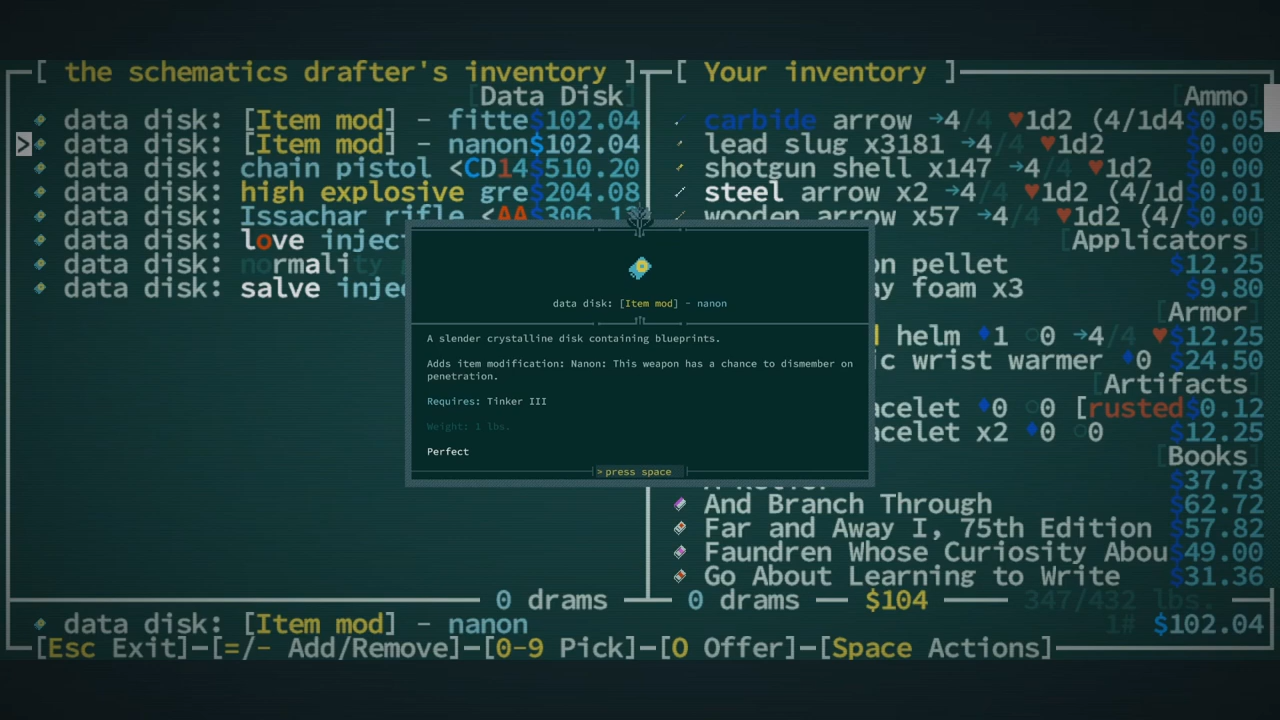 [ the schematics drafter's inventory ] [ Your inventory ]
[Data Disk] [Ammo]
data disk: [Item mod] - fitte$102.04 carbide arrow →4/4 ♥1d2 (4/1d4$0.05
> data disk: [Item mod] - nanon$102.04 lead slug x3181 →4/4 ♥1d2 $0.00
data disk: chain pistol <CD14$510.20 shotgun shell x147 →4/4 ♥1d2 $0.00
data disk: high explosive gre$204.08 steel arrow x2 →4/4 ♥1d2 (4/1d$0.01
data disk: Issachar rifle <AA$306.12 wooden arrow x57 →4/4 ♥1d2 (4/$0.00
data disk: love injec [Applicators]
data disk: normality pellet $12.25
data disk: salve injec foam x3 $9.80
[Armor]
helm ♦1 ○0 →4/4 ♥$12.25
wrist warmer ♦0 $24.50
[Artifacts]
♦0 ○0 [rusted$0.12
x2 ♦0 ○0 $12.25
[Books]
$37.73
And Branch Through $62.72
Far and Away I, 75th Edition $57.82
Faundren Whose Curiosity Abou$49.00
Go About Learning to Write $31.36
data disk: [Item mod] - nanon
A slender crystalline disk containing blueprints.
Adds item modification: Nanon: This weapon has a chance to dismember on
penetration.
Requires: Tinker III
Weight: 1 lbs.
Perfect
>press space
0 drams 0 drams $104 347/432 lbs.
data disk: [Item mod] - nanon 1# $102.04
[Esc Exit] [=/- Add/Remove] [0-9 Pick] [O Offer] [Space Actions]